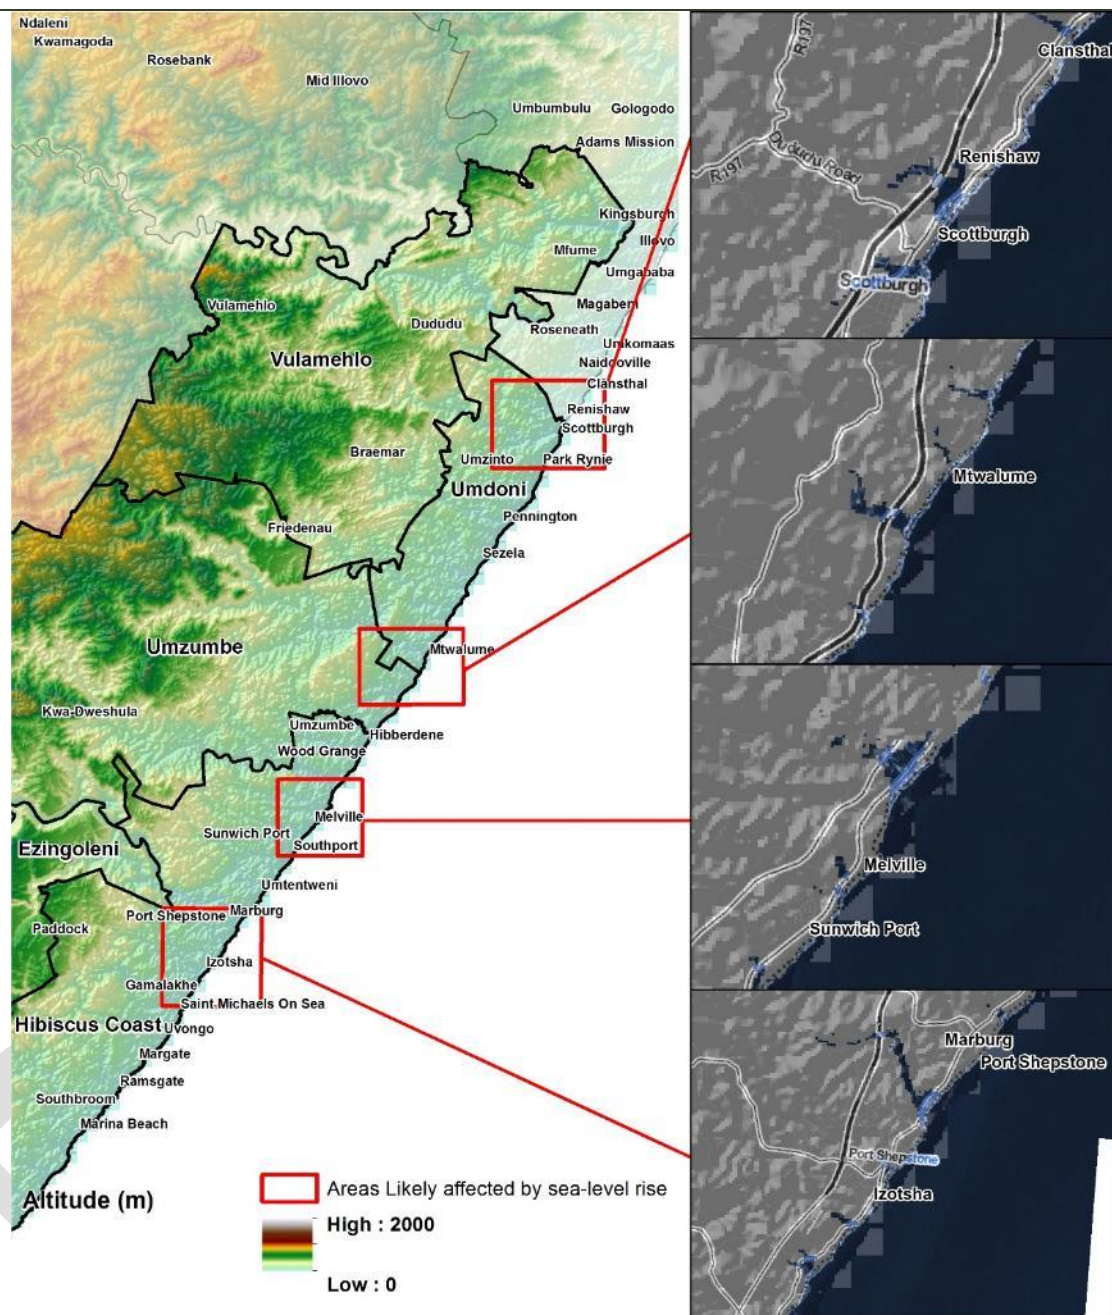 Ndaleni
Kwamagoda
Rosebank
Mid Illovo
Umbumbulu
Gologodo
Adams Mission
Kingsburgh
Illovo
Mfume
Umgababa
Vulamehlo
Magabeni
Dududu
Roseneath
Umkomaas
Vulamehlo
Naidooville
Clansthal
Renishaw
Scottburgh
Braemar
Umzinto
Park Rynie
Umdoni
Pennington
Friedenau
Sezela
Umzumbe
Mtwalume
Kwa-Dweshula
Umzumbe
Hibberdene
Wood Grange
Melville
Sunwich Port
Southport
Ezingoleni
Umtentweni
Port Shepstone
Marburg
Paddock
Izotsha
Gamalakhe
Saint Michaels On Sea
Hibiscus Coast
Uvongo
Margate
Ramsgate
Southbroom
Marina Beach
Altitude (m)
Areas Likely affected by sea-level rise
High : 2000
Low : 0
R197
Clansthal
R197
Dududu Road
Renishaw
Scottburgh
Scottburgh
Mtwalume
Melville
Sunwich Port
Marburg
Port Shepstone
Port Shepstone
Izotsha